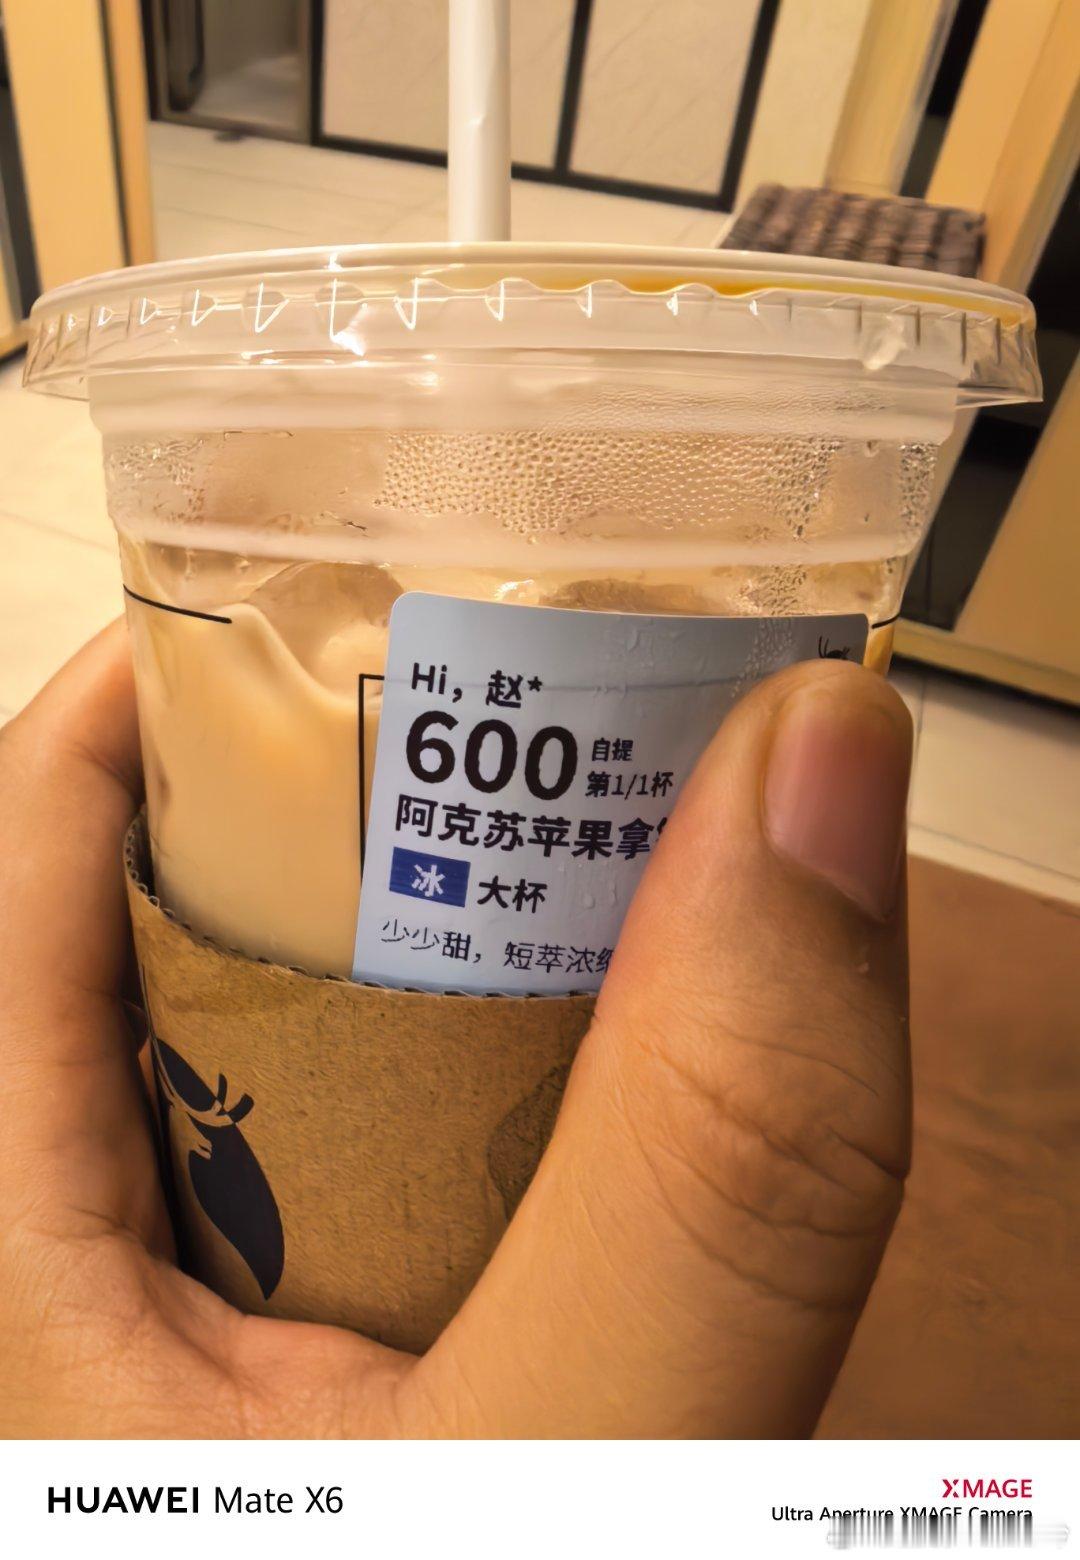 Hi，赵*
600 自提
第1/1杯
阿克苏苹果拿
冰 大杯
少少甜，短萃浓缩
HUAWEI Mate X6
XMAGE
Ultra Aperture XMAGE Camera